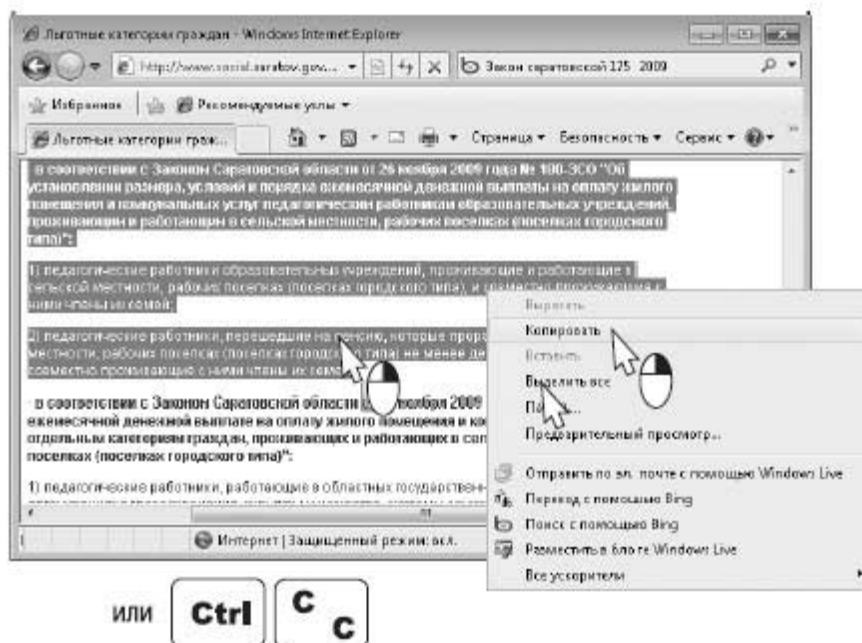 Льготные категории граждан - Windows Internet Explorer
http://www.social.saratov.gov... Закон саратовской 175 2009
Избранное Рекомендуемые узлы
Льготные категории граж... Страница Безопасность Сервис
в соответствии с Законом Саратовской области от 26 ноября 2009 года № 180-ЗСО "Об
установлении размера, условий и порядка ежемесячной денежной выплаты на оплату жилого
помещения и коммунальных услуг педагогическим работникам образовательных учреждений,
проживающим и работающим в сельской местности, рабочих поселках (поселках городского
типа)":
1) педагогические работники образовательных учреждений, проживающие и работающие в
сельской местности, рабочих поселках (поселках городского типа), и совместно проживающие с
ними члены их семей;
2) педагогические работники, перешедшие на пенсию, которые
местности, рабочих поселках (поселках городского типа) не менее
совместно проживающие с ними члены их
в соответствии с Законом Саратовской области ноября 2009
ежемесячной денежной выплате на оплату жилого помещения и
отдельным категориям граждан, проживающих и работающих в
поселках (поселках городского типа)":
1) педагогические работники, работающие в областных
Интернет | Защищенный режим: вкл.
Вырезать
Копировать
Вставить
Выделить все
Предварительный просмотр...
Отправить по эл. почте с помощью Windows Live
Перевод с помощью Bing
Поиск с помощью Bing
Разместить в блоге Windows Live
Все ускорители
или Ctrl C C